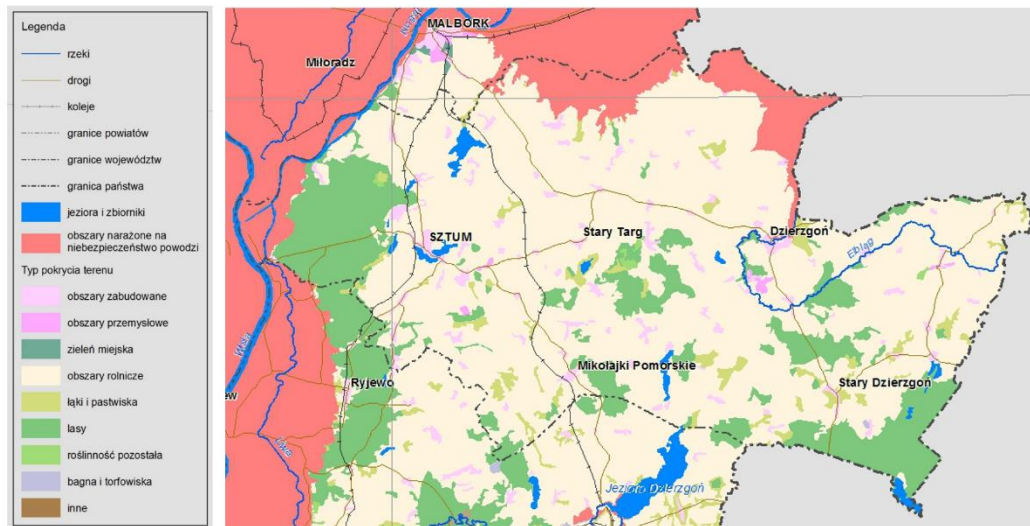 Legenda
rzeki
drogi
koleje
granice powiatów
granice województw
granica państwa
jeziora i zbiorniki
obszary narażone na
niebezpieczeństwo powodzi
Typ pokrycia terenu
obszary zabudowane
obszary przemysłowe
zieleń miejska
obszary rolnicze
łąki i pastwiska
lasy
roślinność pozostała
bagna i torfowiska
inne
MALBORK
Miłoradz
SZTUM
Stary Targ
Dzierzgoń
Elbląg
Mikołajki Pomorskie
Ryjewo
Stary Dzierzgoń
ew
Jezioro Dzierzgoń